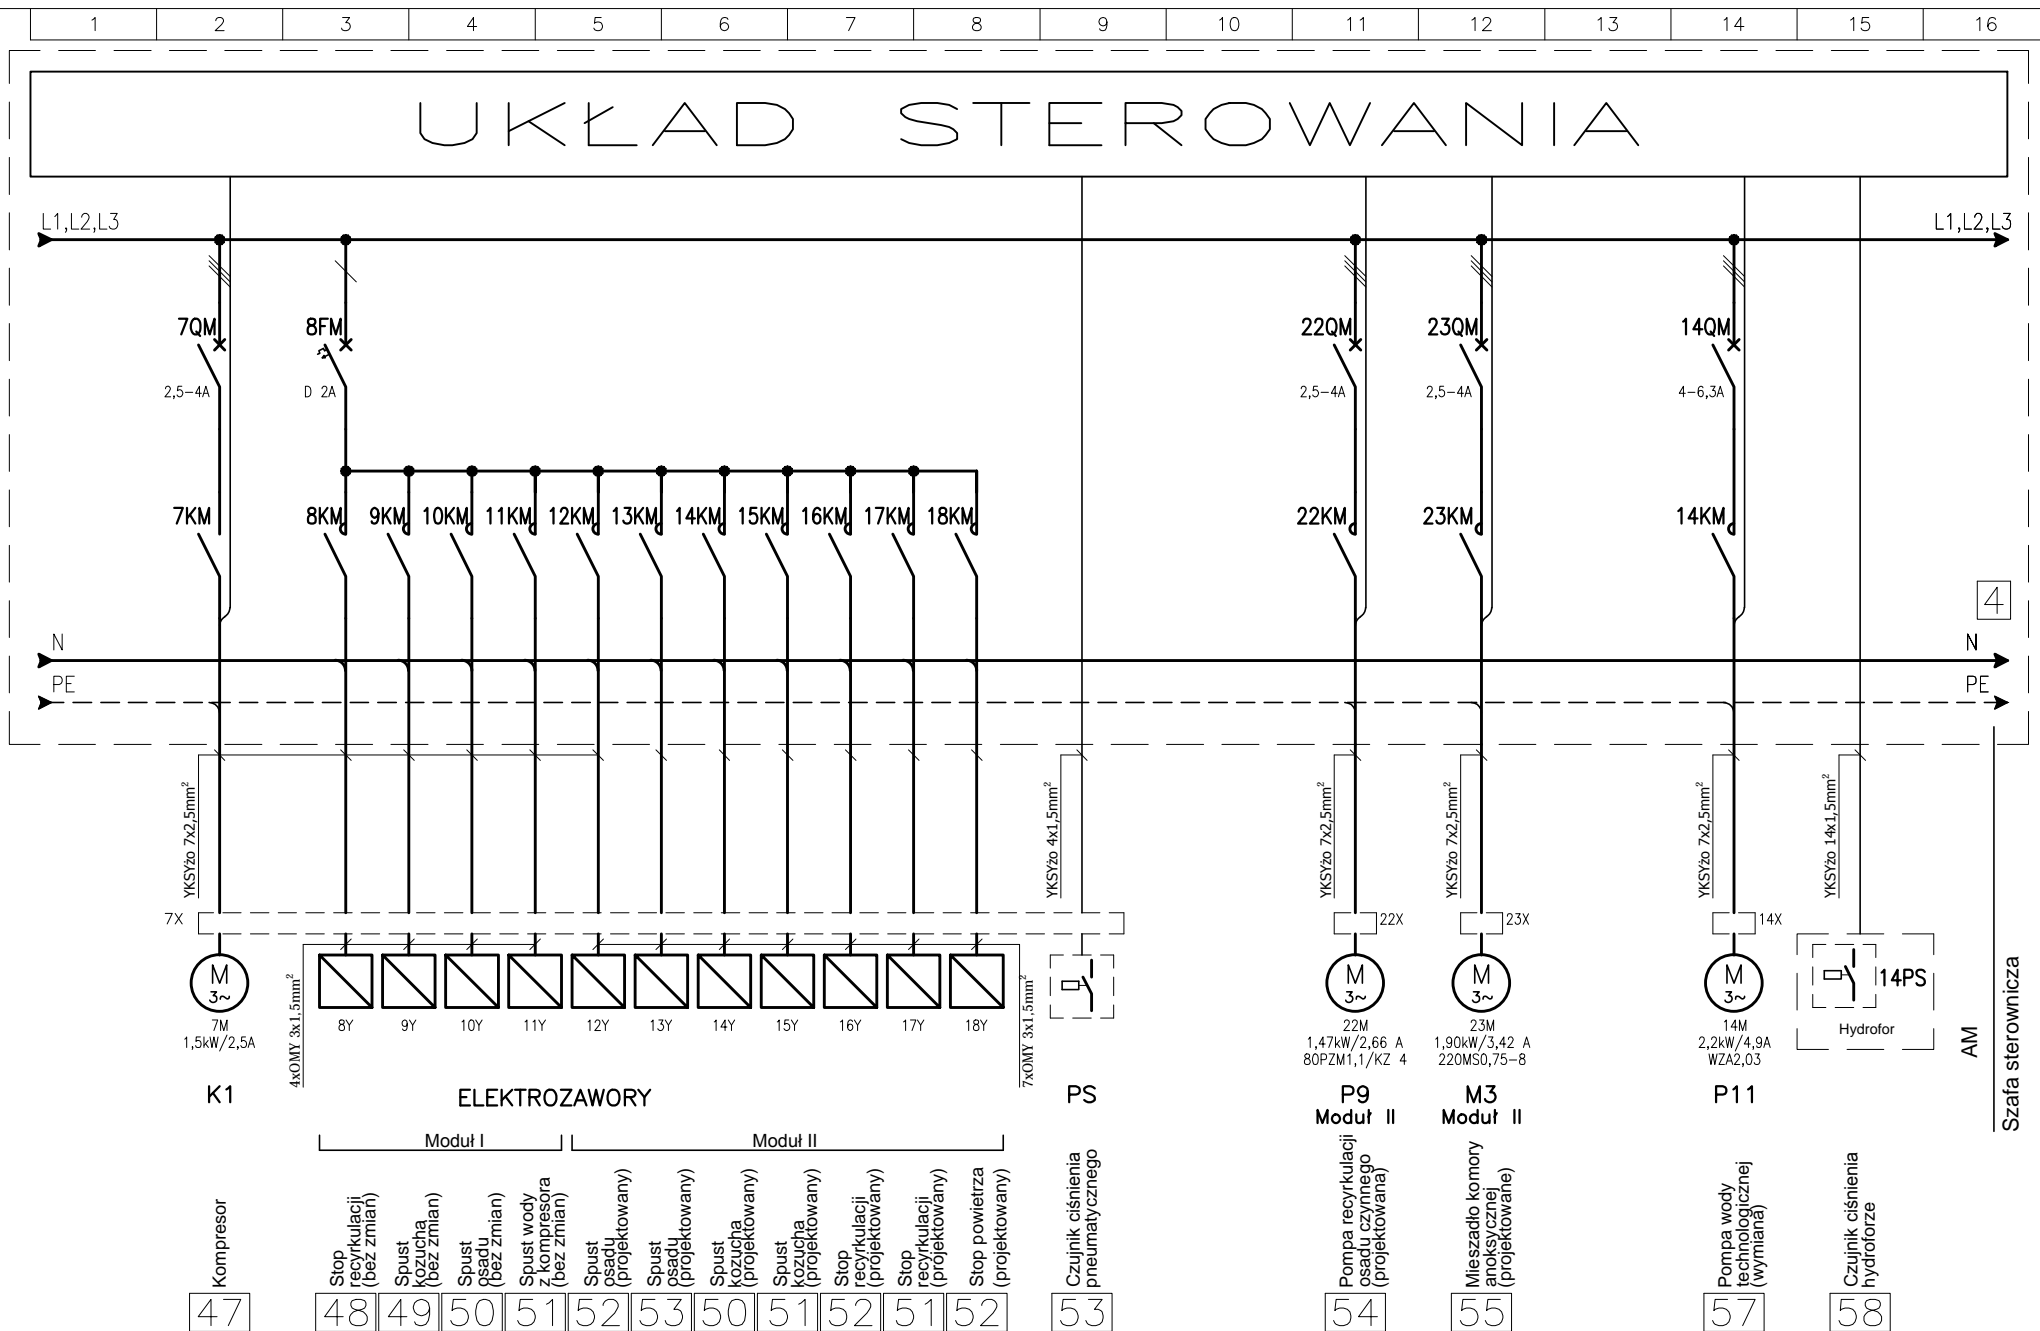 1 2 3 4 5 6 7 8 9 10 11 12 13 14 15 16
UKŁAD STEROWANIA
L1,L2,L3 L1,L2,L3
7QM 8FM 22QM 23QM 14QM
2,5-4A D 2A 2,5-4A 2,5-4A 4-6,3A
7KM 8KM 9KM 10KM 11KM 12KM 13KM 14KM 15KM 16KM 17KM 18KM 22KM 23KM 14KM
4
N N
PE PE
YKSYżo 7x2,5mm²
YKSYżo 4x1,5mm²
YKSYżo 7x2,5mm²
YKSYżo 7x2,5mm²
YKSYżo 7x2,5mm²
YKSYżo 14x1,5mm²
7X 22X 23X 14X
M M M M
3~ 3~ 3~ 3~
14PS
Hydrofor
4xOMY 3x1,5mm²
7xOMY 3x1,5mm²
7M 8Y 9Y 10Y 11Y 12Y 13Y 14Y 15Y 16Y 17Y 18Y 22M 23M 14M
1,5kW/2,5A 1,47kW/2,66 A 1,90kW/3,42 A 2,2kW/4,9A
80PZM1,1/KZ 4 220MS0,75-8 WZA2,03
AM
Szafa sterownicza
K1 ELEKTROZAWORY PS P9 M3 P11
Moduł II Moduł II
Moduł I Moduł II
Kompresor
Stop
recyrkulacji
(bez zmian)
Spust
kozucha
(bez zmian)
Spust
osadu
(bez zmian)
Spust wody
z kompresora
(bez zmian)
Spust
osadu
(projektowany)
Spust
osadu
(projektowany)
Spust
kozucha
(projektowany)
Spust
kozucha
(projektowany)
Stop
recyrkulacji
(projektowany)
Stop
recyrkulacji
(projektowany)
Stop powietrza
(projektowany)
Czujnik ciśnienia
pneumatycznego
Pompa recyrkulacji
osadu czynnego
(projektowana)
Mieszadło komory
anoksycznej
(projektowane)
Pompa wody
technologicznej
(wymiana)
Czujnik ciśnienia
hydroforze
47 48 49 50 51 52 53 50 51 52 51 52 53 54 55 57 58